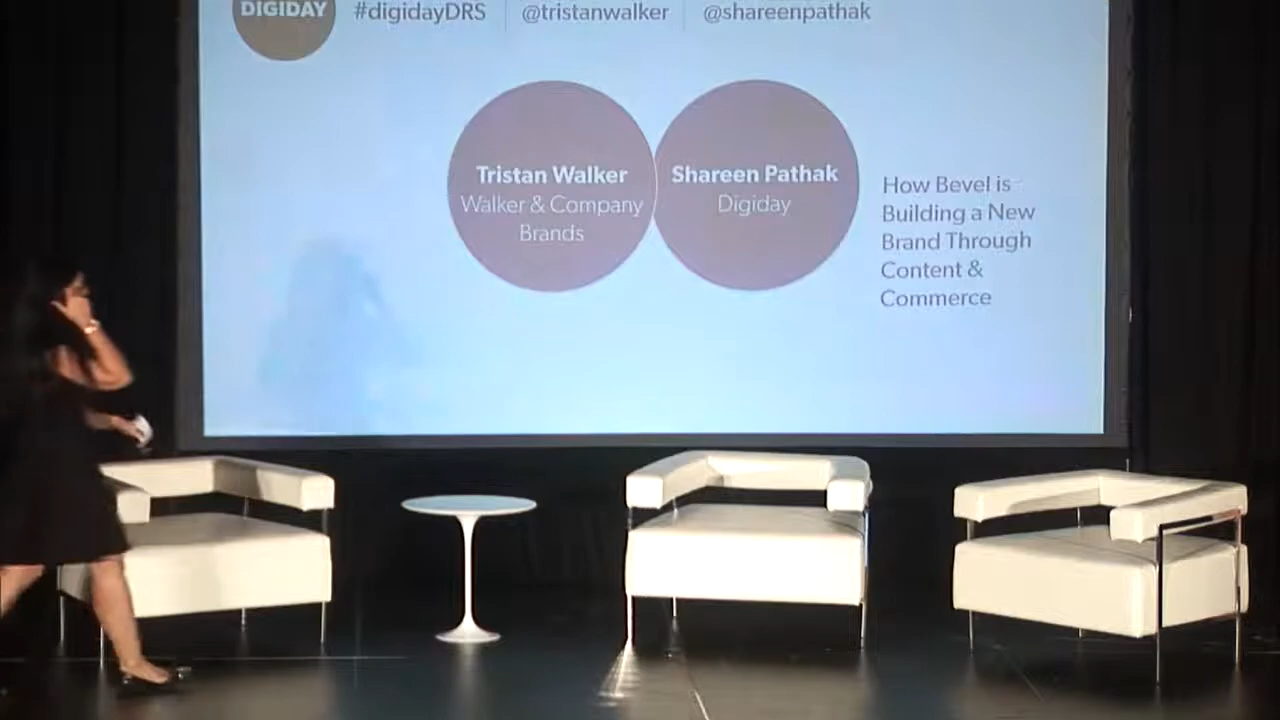 DIGIDAY
#digidayDRS
@tristanwalker
@shareenpathak
Tristan Walker
Walker & Company
Brands
Shareen Pathak
Digiday
How Bevel is
Building a New
Brand Through
Content &
Commerce